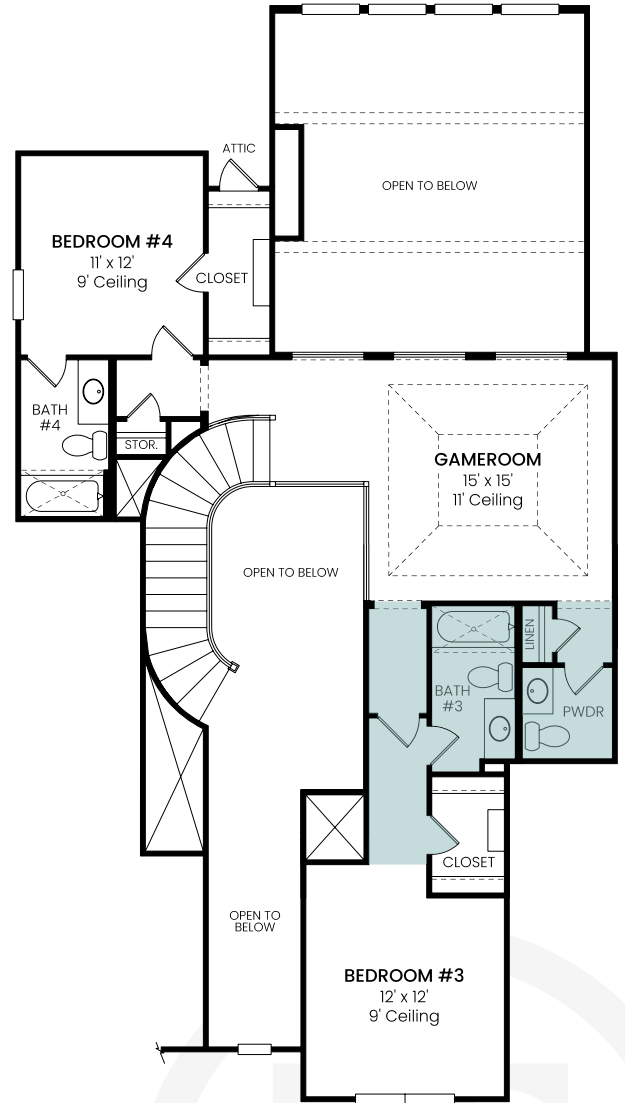 ATTIC
OPEN TO BELOW
BEDROOM #4
11' x 12'
9' Ceiling
CLOSET
BATH
#4
STOR.
GAMEROOM
15' x 15'
11' Ceiling
OPEN TO BELOW
LINEN
BATH
#3
PWDR
CLOSET
OPEN TO
BELOW
BEDROOM #3
12' x 12'
9' Ceiling